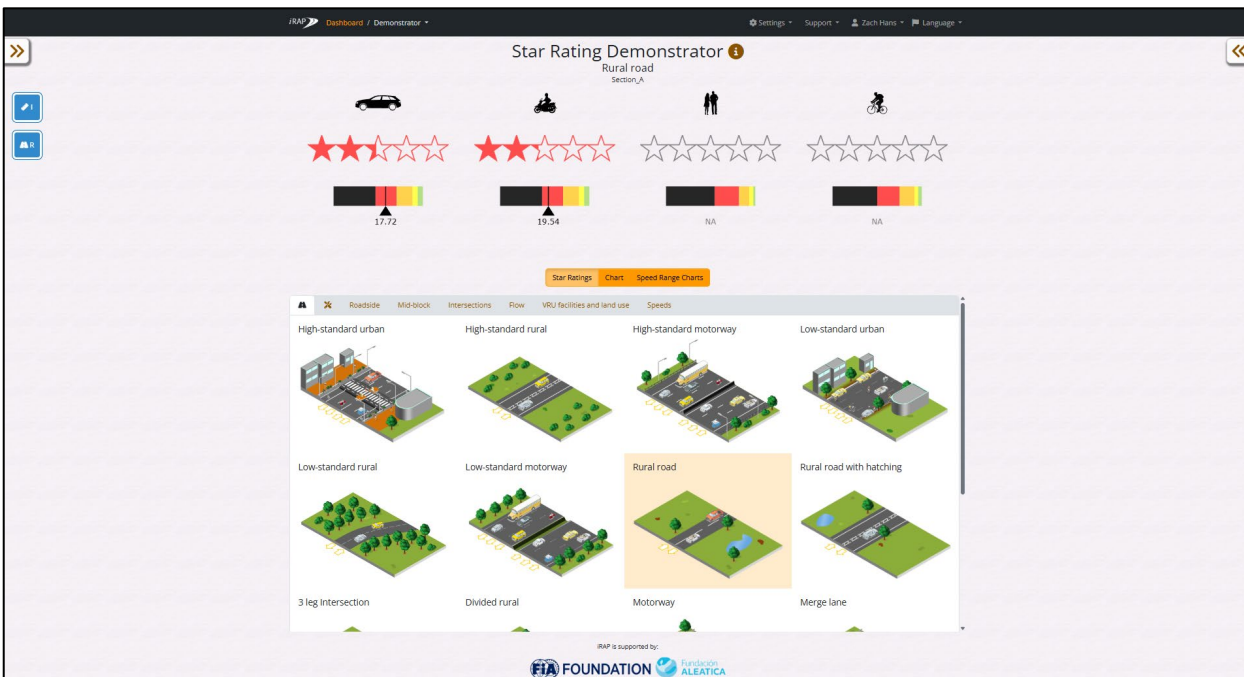 iRAP Dashboard / Demonstrator Settings Support Zach Hans Language
Star Rating Demonstrator i
Rural road
Section_A
I
R
17.72 19.54 NA NA
Star Ratings Chart Speed Range Charts
Roadside Mid-block Intersections Flow VRU facilities and land use Speeds
High-standard urban High-standard rural High-standard motorway Low-standard urban
Low-standard rural Low-standard motorway Rural road Rural road with hatching
3 leg intersection Divided rural Motorway Merge lane
iRAP is supported by:
FiA FOUNDATION Fundación
ALEATICA